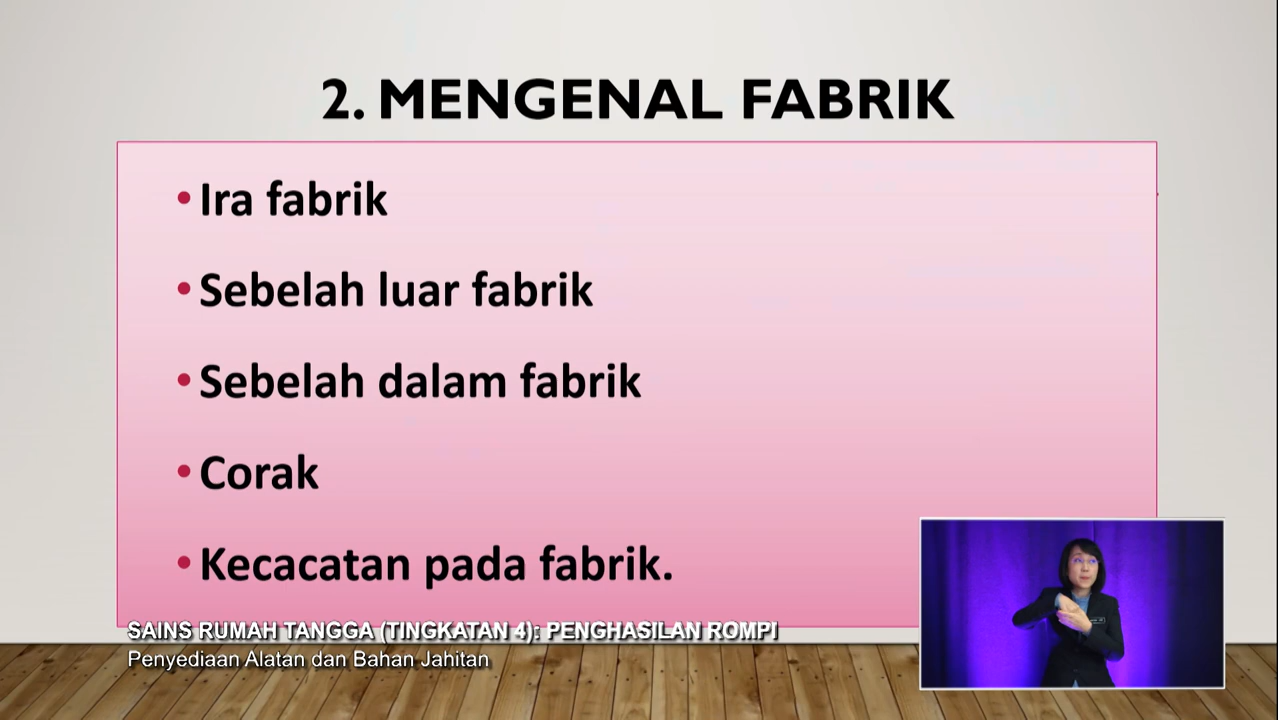 2. MENGENAL FABRIK
• Ira fabrik
• Sebelah luar fabrik
• Sebelah dalam fabrik
• Corak
• Kecacatan pada fabrik.
SAINS RUMAH TANGGA (TINGKATAN 4): PENGHASILAN ROMPI
Penyediaan Alatan dan Bahan Jahitan